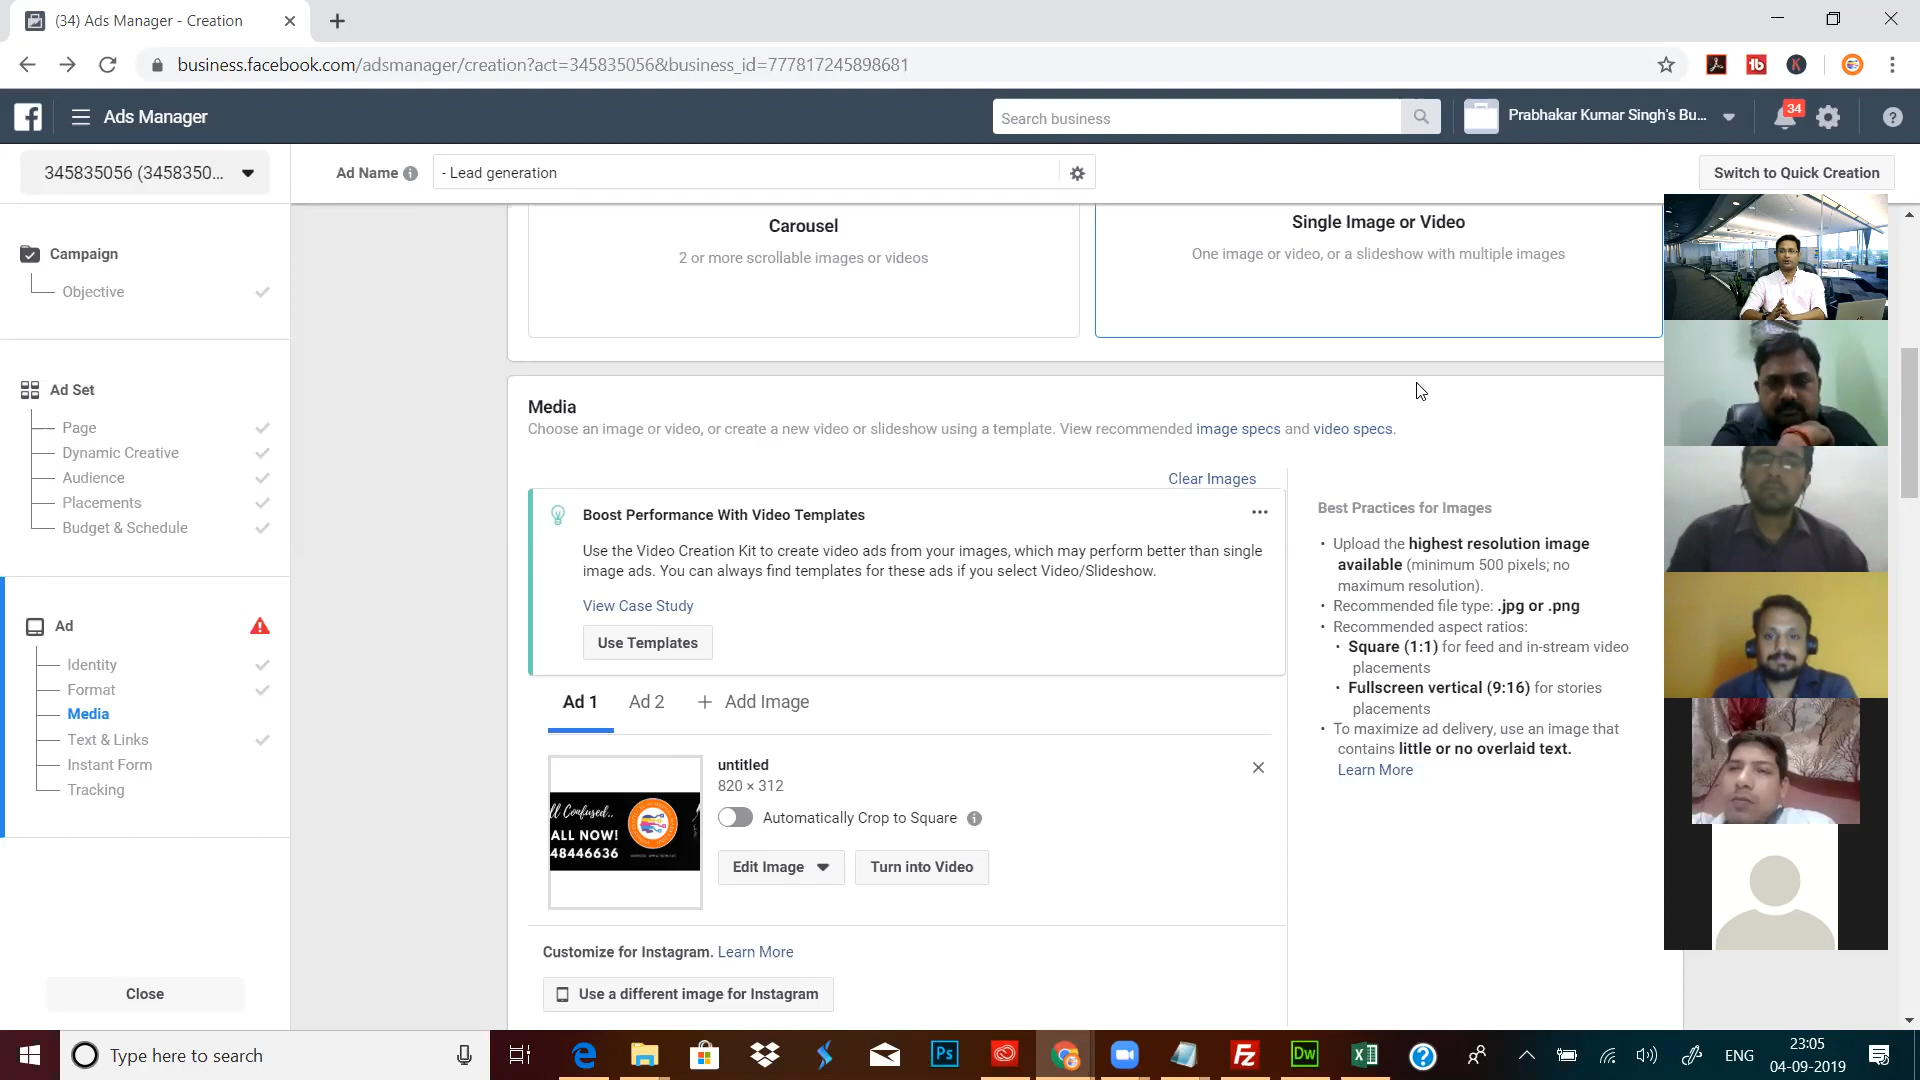 (34) Ads Manager - Creation
business.facebook.com/adsmanager/creation?act=345835056&business_id=777817245898681
Ads Manager
Search business
Prabhakar Kumar Singh's Bu...
34
345835056 (3458350...
Ad Name
- Lead generation
Switch to Quick Creation
Campaign
Objective
Ad Set
Page
Dynamic Creative
Audience
Placements
Budget & Schedule
Ad
Identity
Format
Media
Text & Links
Instant Form
Tracking
Close
Carousel
2 or more scrollable images or videos
Single Image or Video
One image or video, or a slideshow with multiple images
Media
Choose an image or video, or create a new video or slideshow using a template. View recommended image specs and video specs.
Clear Images
Boost Performance With Video Templates
Use the Video Creation Kit to create video ads from your images, which may perform better than single
image ads. You can always find templates for these ads if you select Video/Slideshow.
View Case Study
Use Templates
Ad 1
Ad 2
+ Add Image
untitled
820 × 312
Automatically Crop to Square
Edit Image
Turn into Video
ll Confused..
ALL NOW!
48446636
Customize for Instagram. Learn More
Use a different image for Instagram
Best Practices for Images
• Upload the highest resolution image
available (minimum 500 pixels; no
maximum resolution).
• Recommended file type: .jpg or .png
• Recommended aspect ratios:
• Square (1:1) for feed and in-stream video
placements
• Fullscreen vertical (9:16) for stories
placements
• To maximize ad delivery, use an image that
contains little or no overlaid text.
Learn More
Type here to search
Ps
Fz
Dw
ENG
23:05
04-09-2019